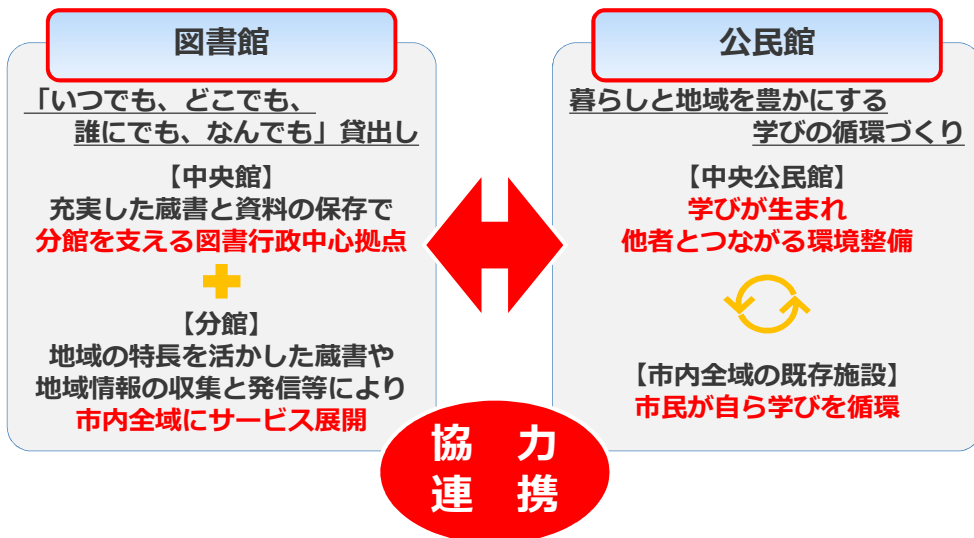 図書館
「いつでも、どこでも、
誰にでも、なんでも」貸出し
【中央館】
充実した蔵書と資料の保存で
分館を支える図書行政中心拠点
【分館】
地域の特長を活かした蔵書や
地域情報の収集と発信等により
市内全域にサービス展開
公民館
暮らしと地域を豊かにする
学びの循環づくり
【中央公民館】
学びが生まれ
他者とつながる環境整備
【市内全域の既存施設】
市民が自ら学びを循環
協　力
連　携